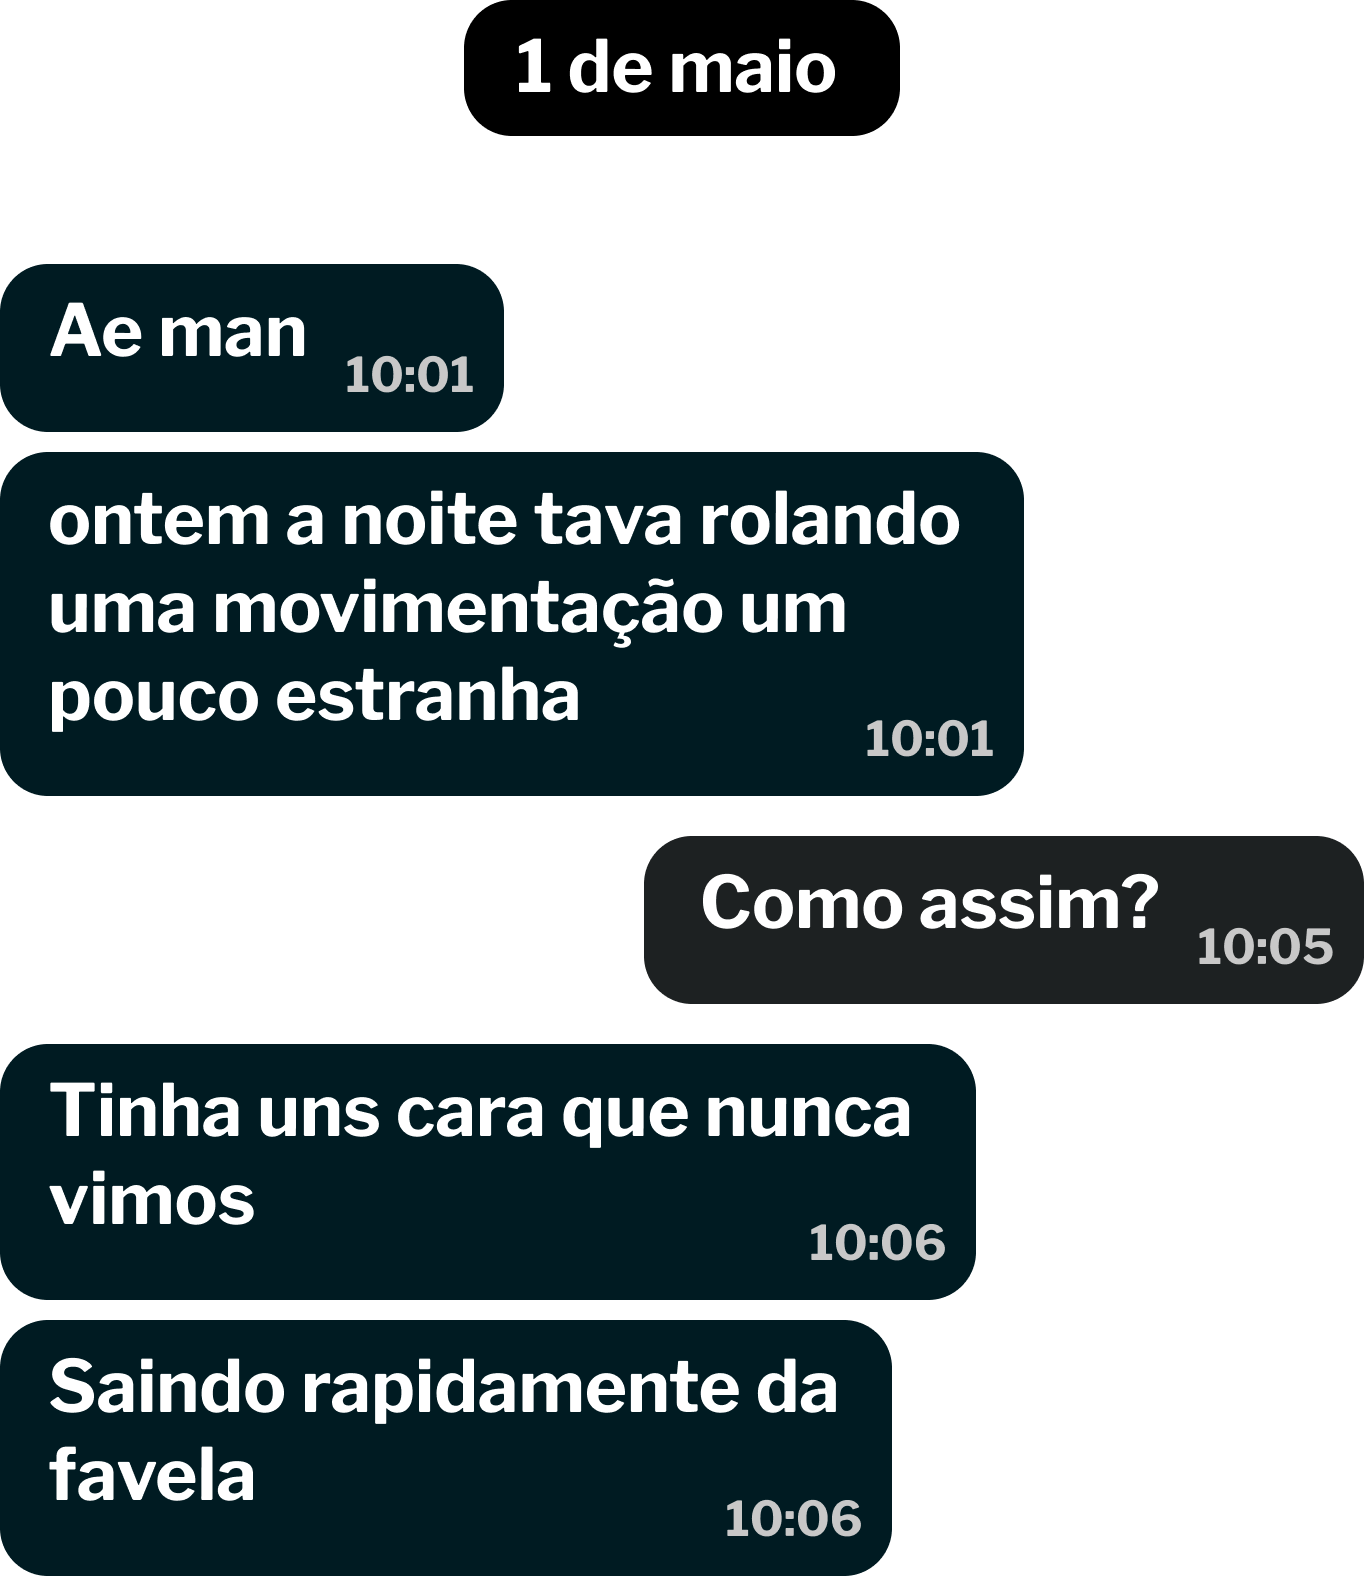 1 de maio
Ae man
10:01
ontem a noite tava rolando
uma movimentação um
pouco estranha
10:01
Como assim?
10:05
Tinha uns cara que nunca
vimos
10:06
Saindo rapidamente da
favela
10:06